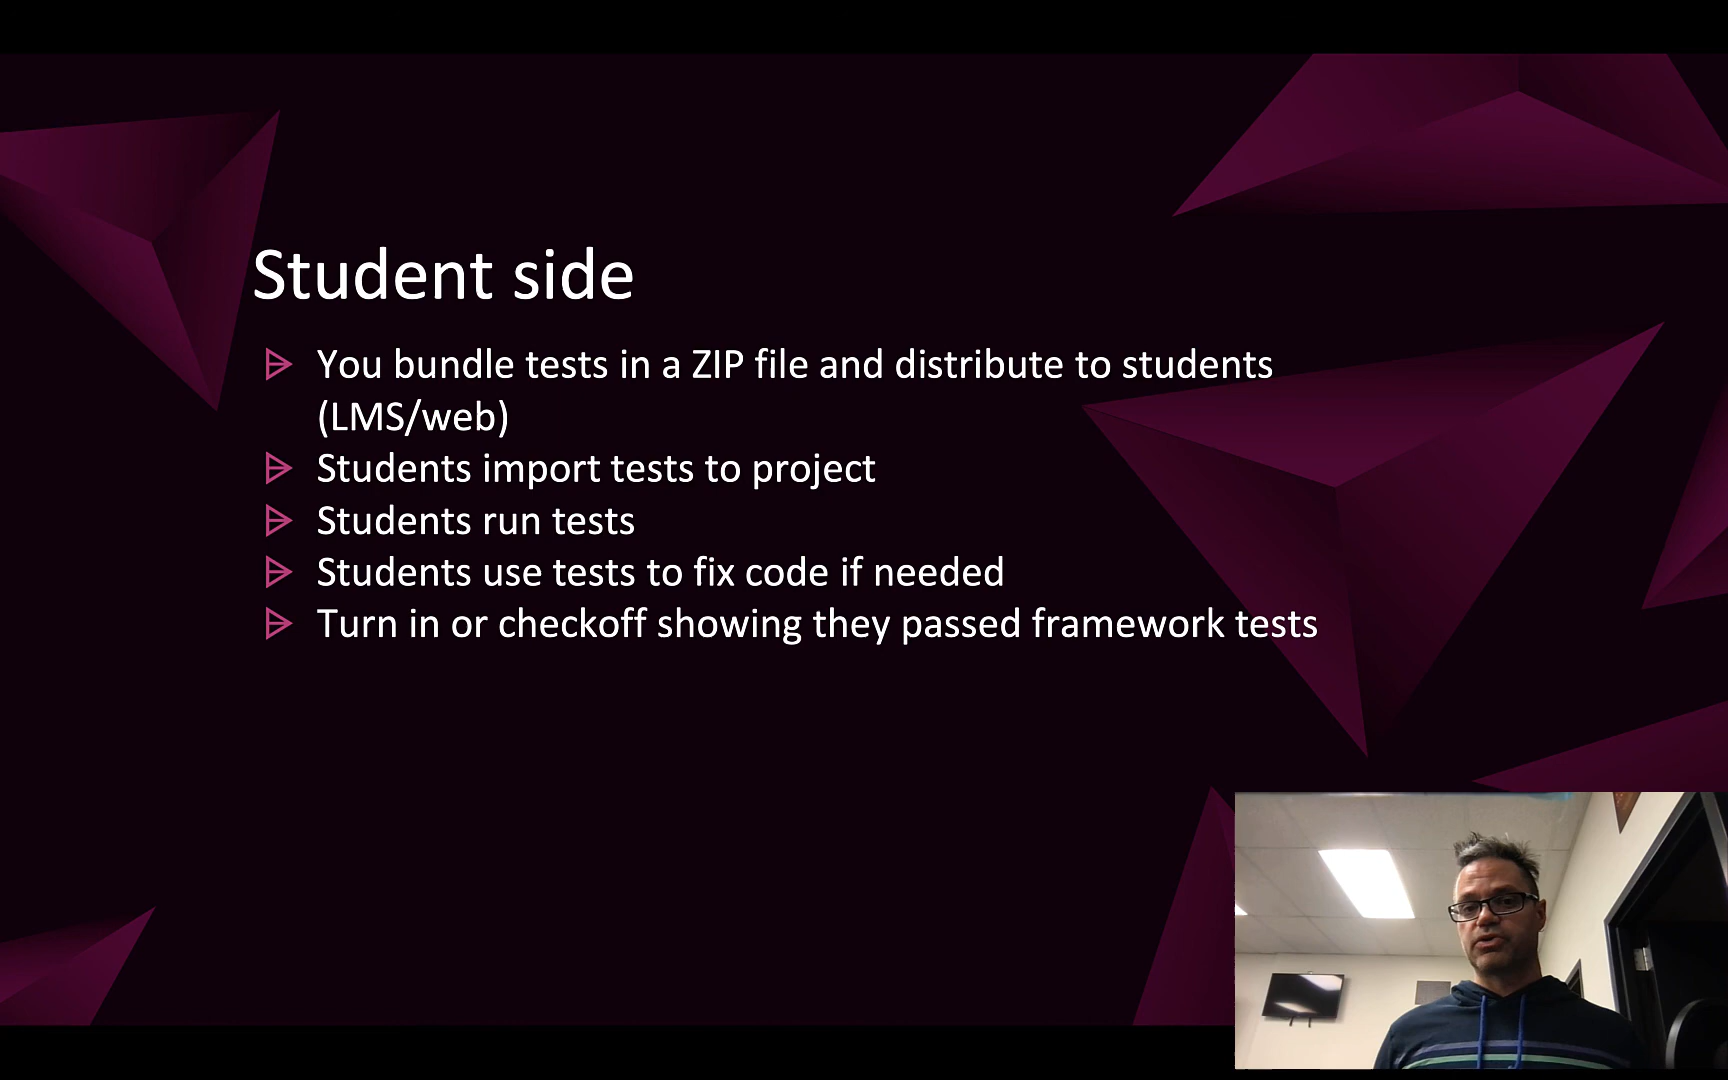 Student side
You bundle tests in a ZIP file and distribute to students
(LMS/web)
Students import tests to project
Students run tests
Students use tests to fix code if needed
Turn in or checkoff showing they passed framework tests